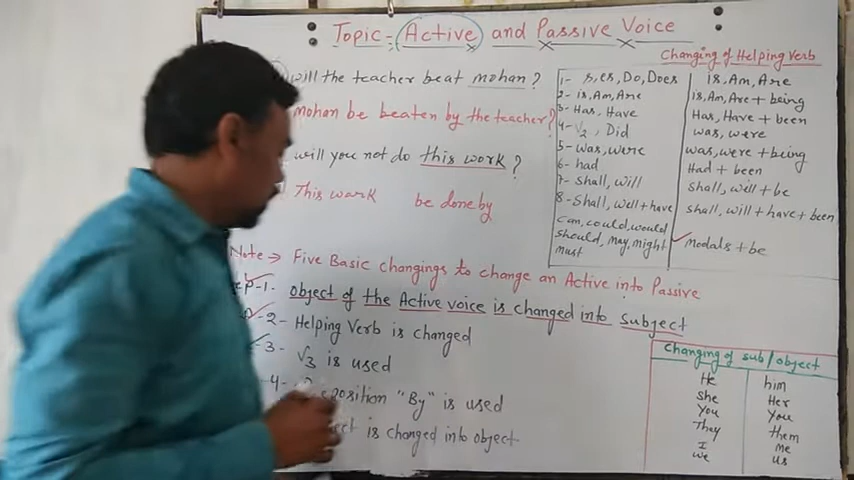 Topic:- Active and Passive Voice
will the teacher beat mohan?
mohan be beaten by the teacher?
will you not do this work?
This work be done by
Note → Five Basic changings to change an Active into Passive
P-1. Object of the Active voice is changed into Subject
2- Helping Verb is changed
3- V3 is used
4- position "By" is used
is changed into object
Changing of Helping Verb
1- s, es, Do, Does is, Am, Are
2- is, Am, Are is, Am, Are + being
3- Has, Have Has, Have + been
4- V2, Did was, were
5- was, were was, were + being
6- had Had + been
7- shall, will shall, will + be
8- shall, will + have shall, will + have + been
can, could, would
should, may, might Modals + be
must
Changing of sub/object
He him
She Her
You You
They them
I me
We us